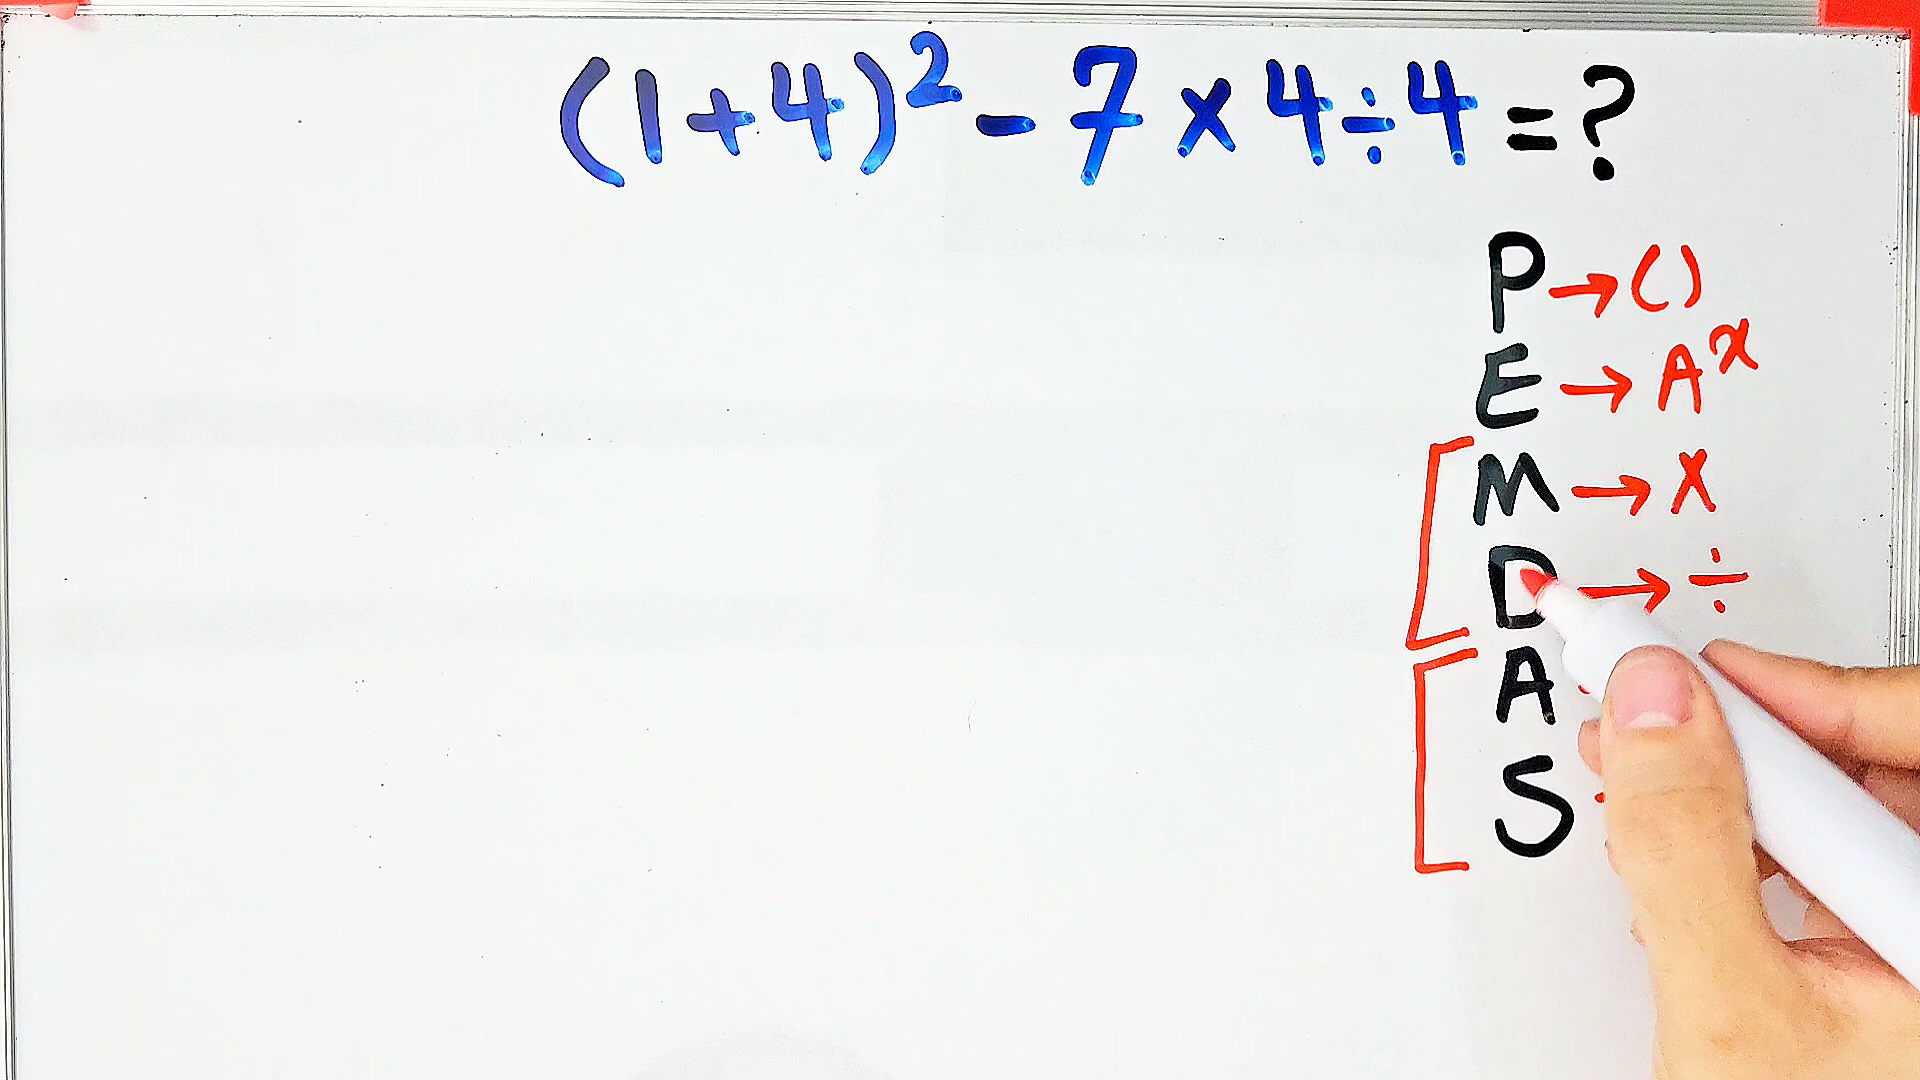 (1+4)² - 7 × 4 ÷ 4 = ?
P → ( )
E → Aˣ
M → ×
D → ÷
A
S